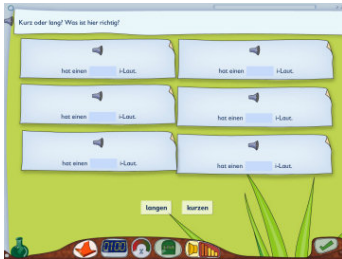 Kurz oder lang? Was ist hier richtig?
hat einen i-Laut.
hat einen i-Laut.
hat einen i-Laut.
hat einen i-Laut.
hat einen i-Laut.
hat einen i-Laut.
langen kurzen